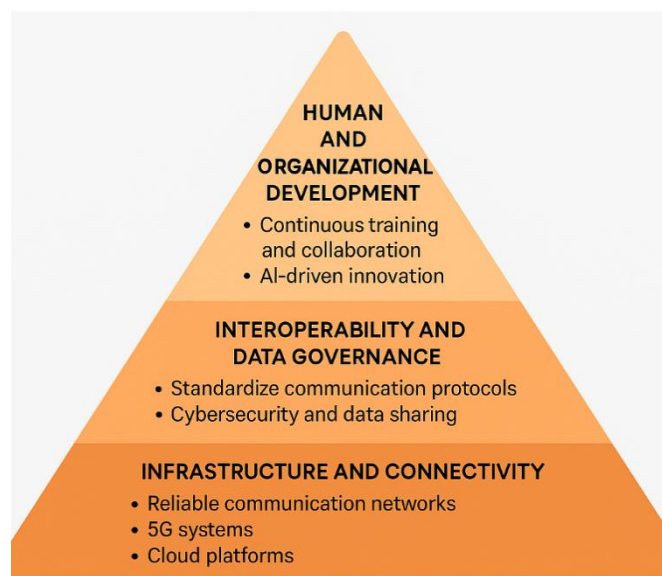 HUMAN
AND
ORGANIZATIONAL
DEVELOPMENT
• Continuous training
and collaboration
• AI-driven innovation
INTEROPERABILITY AND
DATA GOVERNANCE
• Standardize communication protocols
• Cybersecurity and data sharing
INFRASTRUCTURE AND CONNECTIVITY
• Reliable communication networks
• 5G systems
• Cloud platforms